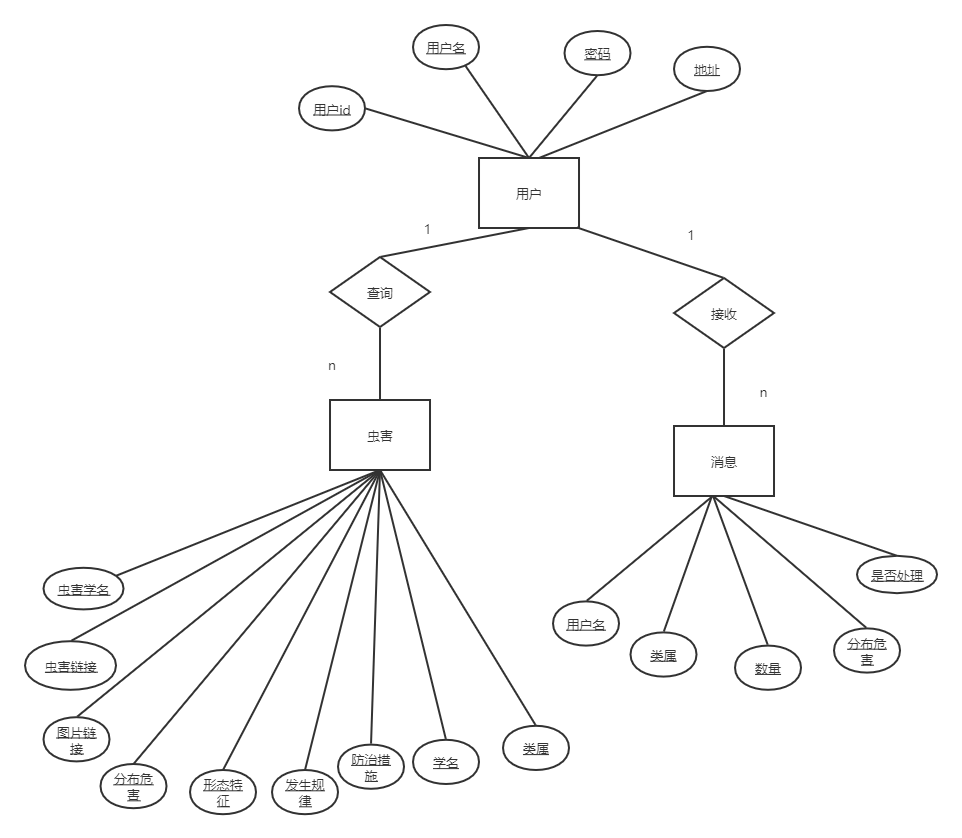 用户名
密码
地址
用户id
用户
1
1
查询
接收
n
n
虫害
消息
虫害学名
是否处理
用户名
类属
数量
分布危
害
虫害链接
图片链
接
分布危
害
形态特
征
发生规
律
防治措
施
学名
类属